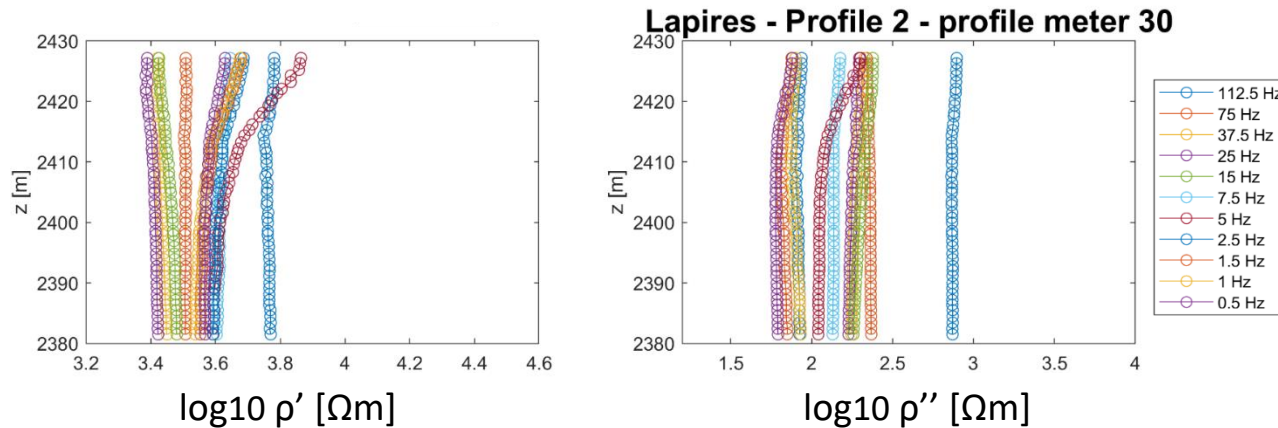 Lapires - Profile 2 - profile meter 30
2430
2420
2410
2400
2390
2380
z [m]
3.2 3.4 3.6 3.8 4 4.2 4.4 4.6
log10 ρ’ [Ωm]
2430
2420
2410
2400
2390
2380
z [m]
1.5 2 2.5 3 3.5 4
log10 ρ’’ [Ωm]
112.5 Hz
75 Hz
37.5 Hz
25 Hz
15 Hz
7.5 Hz
5 Hz
2.5 Hz
1.5 Hz
1 Hz
0.5 Hz